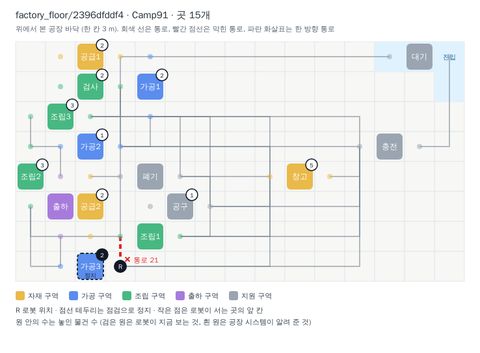 factory_floor/2396dfddf4 · Camp91 · 곳 15개
위에서 본 공장 바닥 (한 칸 3 m). 회색 선은 통로, 빨간 점선은 막힌 통로, 파란 화살표는 한 방향 통로
공급1 2
대기
진입
검사 2
가공1 2
조립3 3
가공2 1
충전
조립2 3
폐기
창고 5
출하
공급2 2
공구 1
조립1
✕ 통로 21
가공3 2
R
자재 구역 가공 구역 조립 구역 출하 구역 지원 구역
R 로봇 위치 · 점선 테두리는 점검으로 정지 · 작은 점은 로봇이 서는 곳의 앞 칸
원 안의 수는 놓인 물건 수 (검은 원은 로봇이 지금 보는 것, 흰 원은 공장 시스템이 알려 준 것)